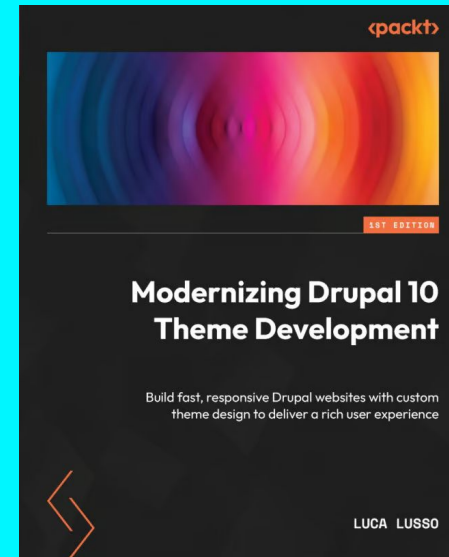 <packt>
1ST EDITION
Modernizing Drupal 10
Theme Development
Build fast, responsive Drupal websites with custom
theme design to deliver a rich user experience
LUCA LUSSO